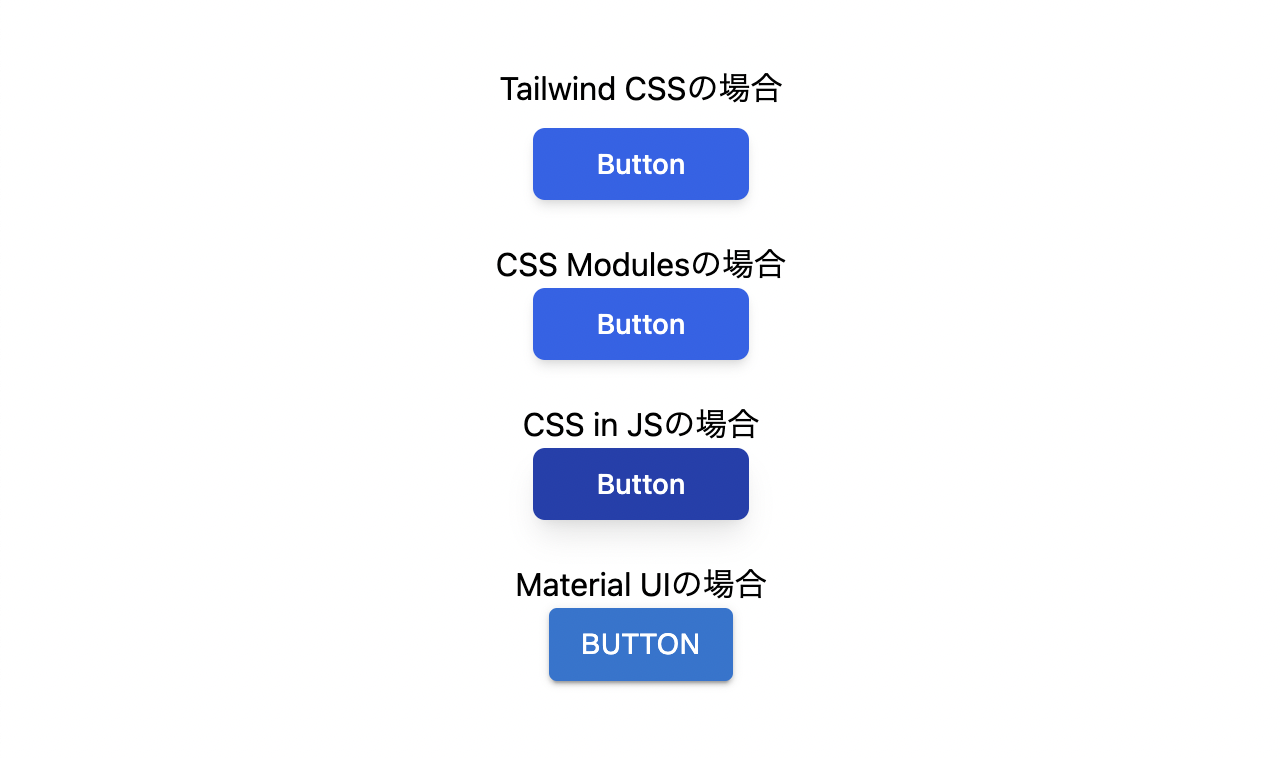 Tailwind CSSの場合
Button
CSS Modulesの場合
Button
CSS in JSの場合
Button
Material UIの場合
BUTTON